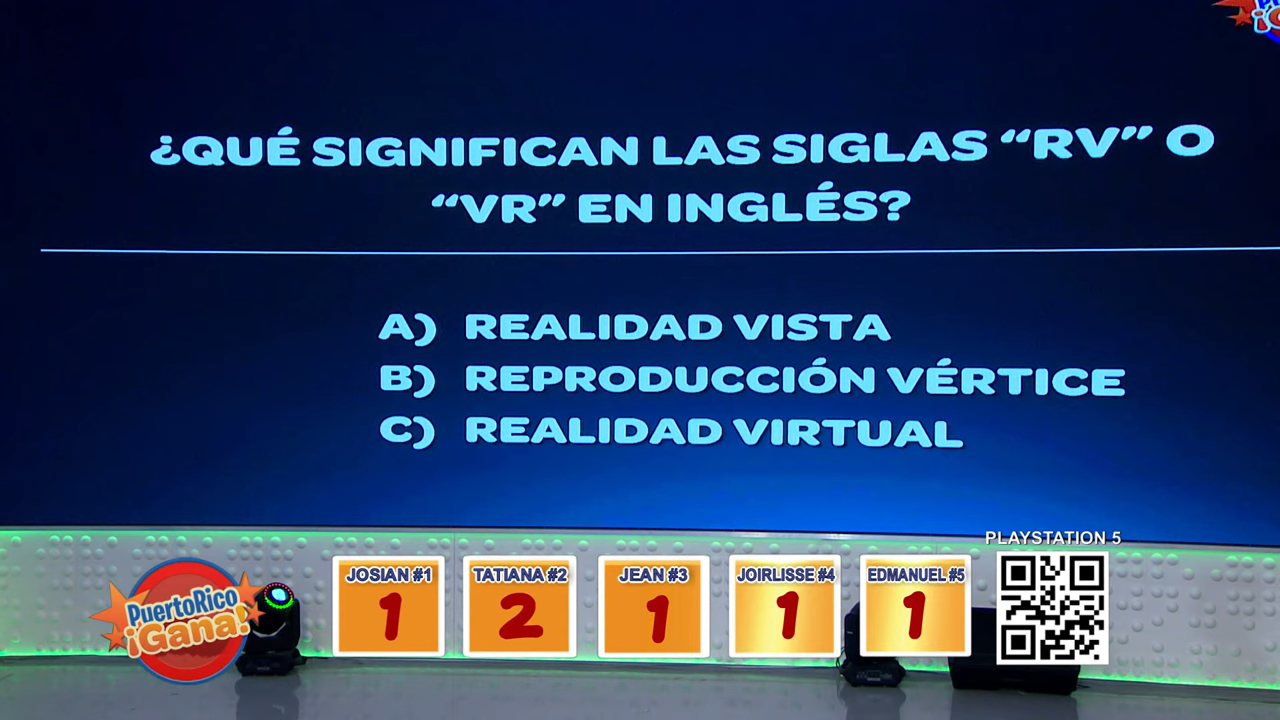 ¿QUÉ SIGNIFICAN LAS SIGLAS “RV” O
“VR” EN INGLÉS?
A) REALIDAD VISTA
B) REPRODUCCIÓN VÉRTICE
C) REALIDAD VIRTUAL
PLAYSTATION 5
JOSIAN #1
1
TATIANA #2
2
JEAN #3
1
JOIRLISSE #4
1
EDMANUEL #5
1
PuertoRico
¡Gana!